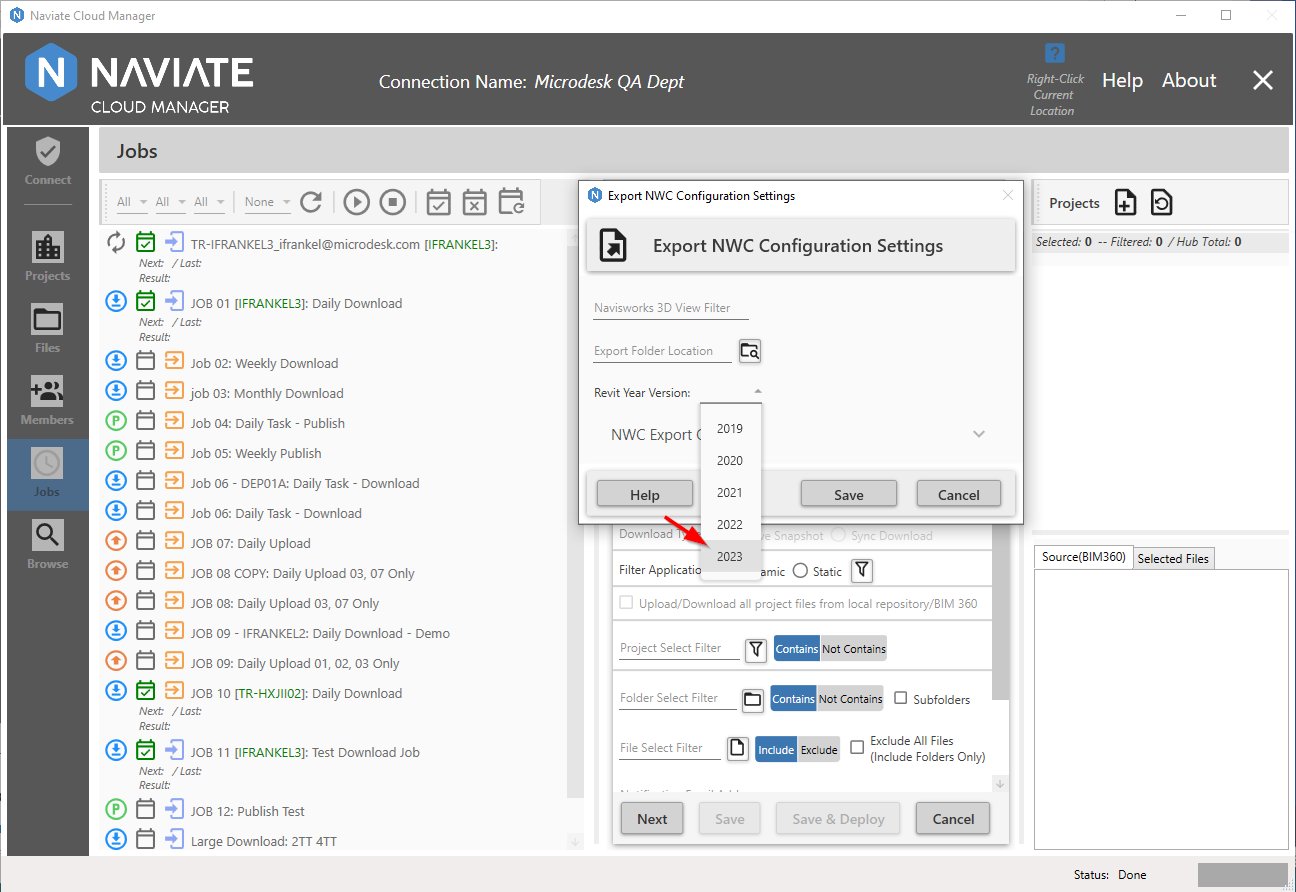 Naviate Cloud Manager
NAVIATE
CLOUD MANAGER
Connection Name: Microdesk QA Dept
?
Right-Click
Current
Location
Help
About
Connect
Projects
Files
Members
Jobs
Browse
Jobs
All
All
All
None
TR-IFRANKEL3_ifrankel@microdesk.com [IFRANKEL3]:
Next: / Last:
Result:
JOB 01 [IFRANKEL3]: Daily Download
Next: / Last:
Result:
Job 02: Weekly Download
job 03: Monthly Download
P Job 04: Daily Task - Publish
P Job 05: Weekly Publish
Job 06 - DEP01A: Daily Task - Download
Job 06: Daily Task - Download
JOB 07: Daily Upload
JOB 08 COPY: Daily Upload 03, 07 Only
JOB 08: Daily Upload 03, 07 Only
JOB 09 - IFRANKEL2: Daily Download - Demo
JOB 09: Daily Upload 01, 02, 03 Only
JOB 10 [TR-HXJII02]: Daily Download
Next: / Last:
Result:
JOB 11 [IFRANKEL3]: Test Download Job
Next: / Last:
Result:
P JOB 12: Publish Test
Large Download: 2TT 4TT
Export NWC Configuration Settings
Export NWC Configuration Settings
Navisworks 3D View Filter
Export Folder Location
Revit Year Version:
NWC Export
2019
2020
2021
2022
2023
Help
Save
Cancel
Download
Snapshot
Sync Download
Filter
Static
Upload/Download all project files from local repository/BIM 360
Project Select Filter
Contains
Not Contains
Folder Select Filter
Contains
Not Contains
Subfolders
File Select Filter
Include
Exclude
Exclude All Files
(Include Folders Only)
Next
Save
Save & Deploy
Cancel
Projects
Selected: 0 -- Filtered: 0 / Hub Total: 0
Source(BIM360)
Selected Files
Status: Done